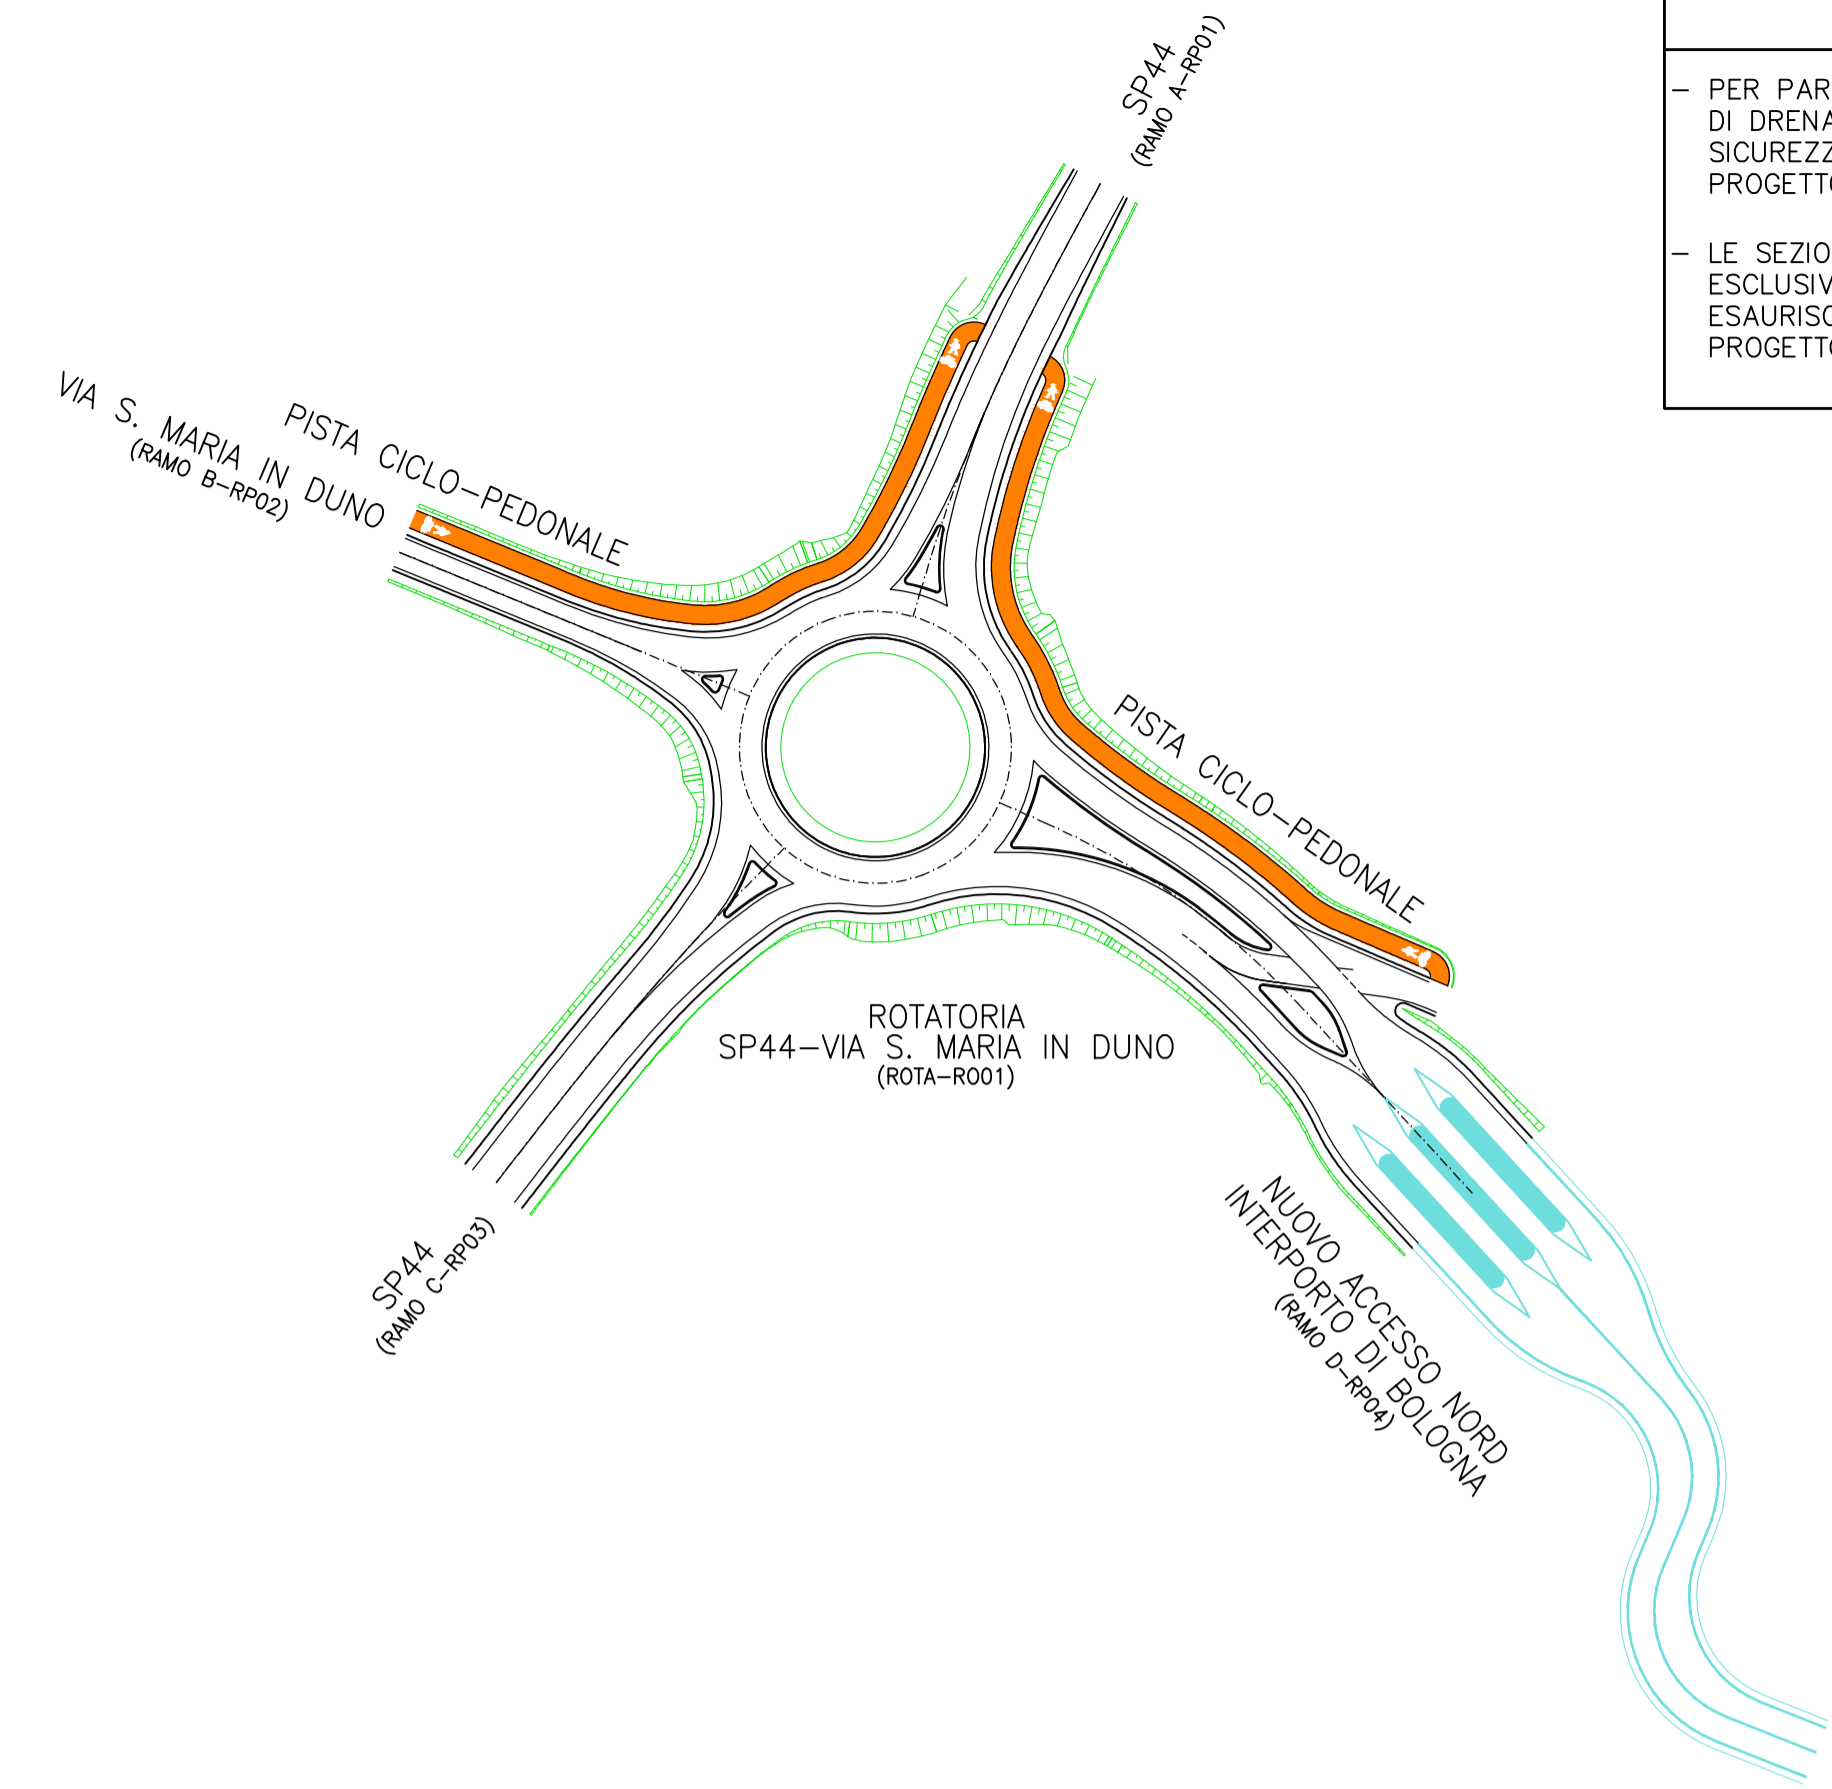 SP44
(RAMO A-RP01)
- PER PAR
DI DRENA
SICUREZZ
PROGETTO
- LE SEZIO
ESCLUSIV
ESAURISC
PROGETTO
PISTA CICLO-PEDONALE
VIA S. MARIA IN DUNO
(RAMO B-RP02)
PISTA CICLO-PEDONALE
ROTATORIA
SP44-VIA S. MARIA IN DUNO
(ROTA-RO01)
SP44
(RAMO C-RP03)
NUOVO ACCESSO NORD
INTERPORTO DI BOLOGNA
(RAMO D-RP04)